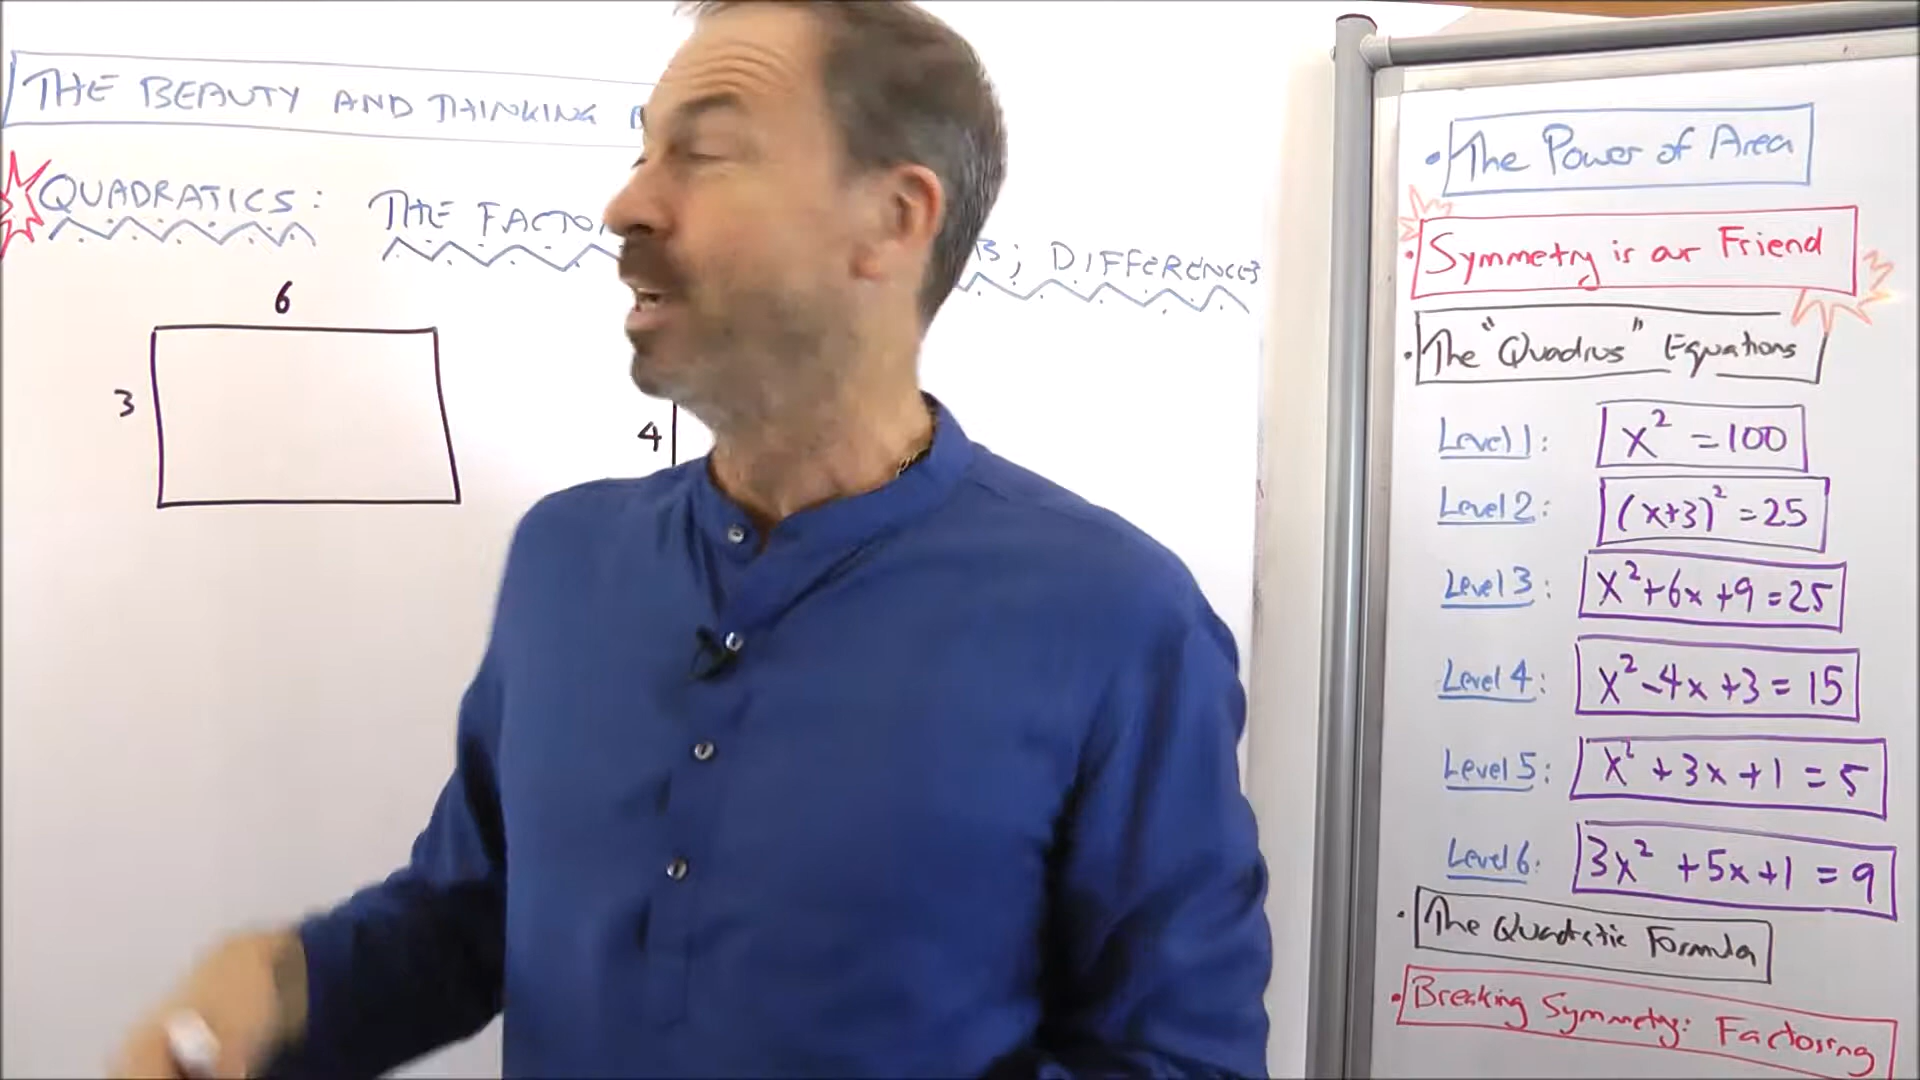 THE BEAUTY AND THINKING
QUADRATICS: THE
; DIFFERENCES
6
3
4
• The Power of Area
• Symmetry is our Friend
• The "Quadrus" Equations
Level 1: x² = 100
Level 2: (x+3)² = 25
Level 3: x²+6x+9=25
Level 4: x²-4x+3=15
Level 5: x²+3x+1=5
Level 6: 3x²+5x+1=9
• The Quadratic Formula
• Breaking Symmetry: Factoring